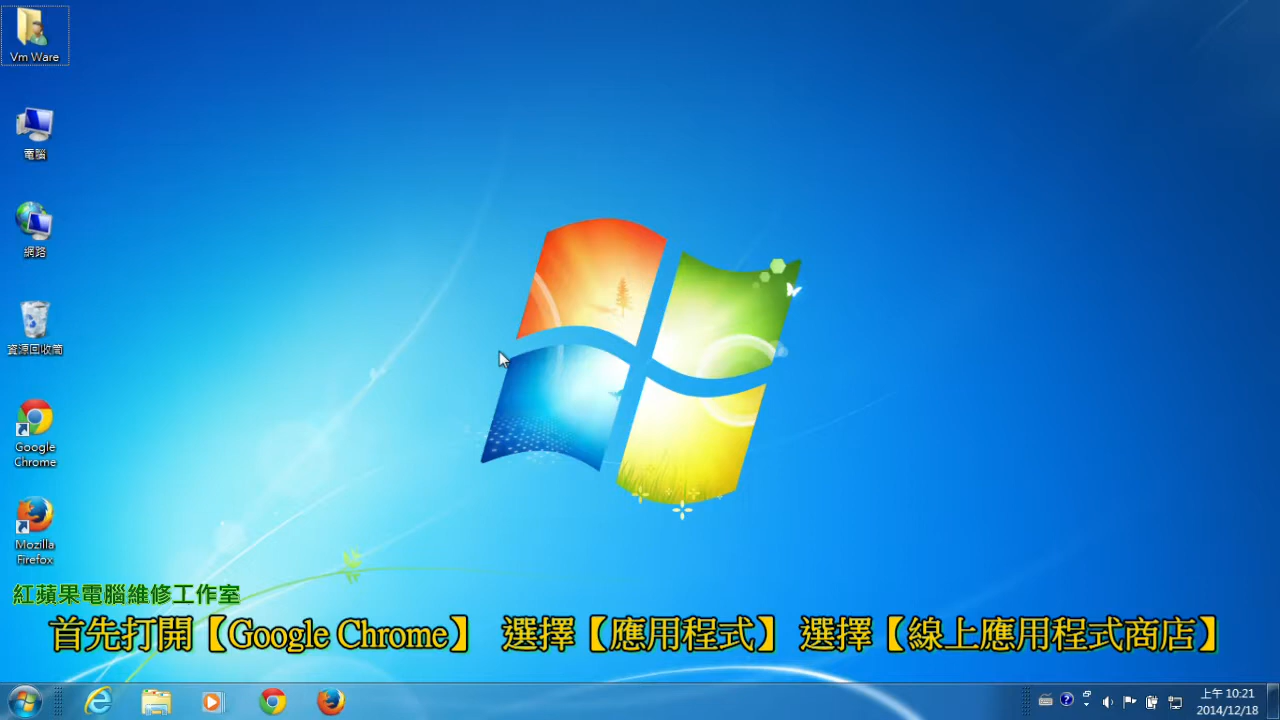 Vm Ware
電腦
網路
資源回收筒
Google
Chrome
Mozilla
Firefox
紅蘋果電腦維修工作室
首先打開【Google Chrome】 選擇【應用程式】 選擇【線上應用程式商店】
上午 10:21
2014/12/18